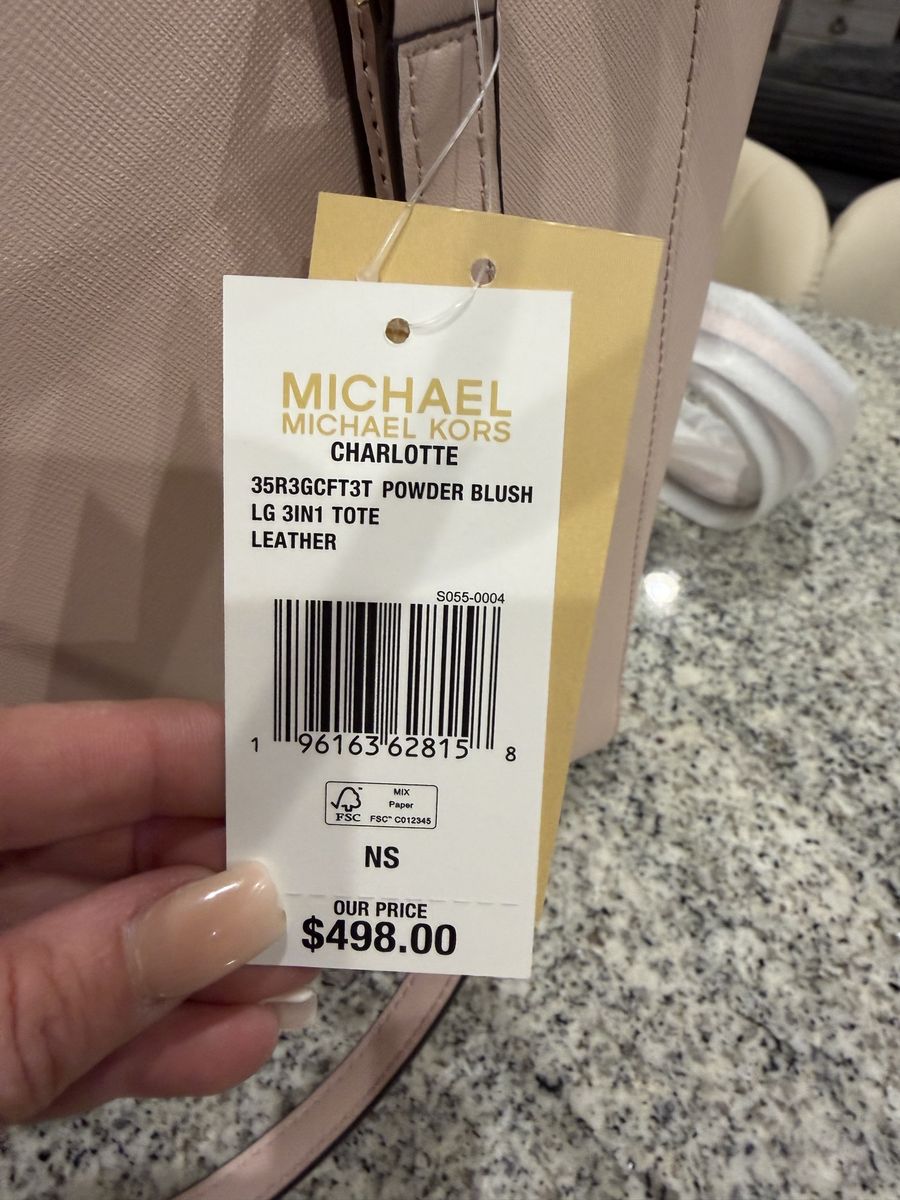 MICHAEL
MICHAEL KORS
CHARLOTTE
35R3GCFT3T POWDER BLUSH
LG 3IN1 TOTE
LEATHER
S055-0004
1 96163 62815 8
MIX
Paper
FSC™ C012345
FSC
NS
OUR PRICE
$498.00